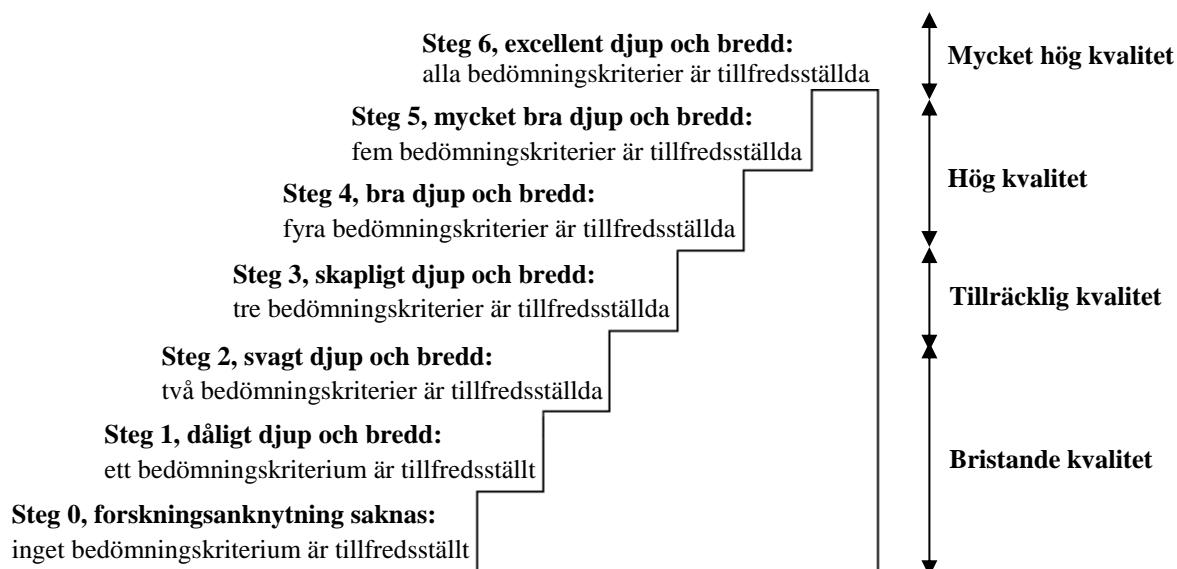 Steg 6, excellent djup och bredd:
alla bedömningskriterier är tillfredsställda
Mycket hög kvalitet
Steg 5, mycket bra djup och bredd:
fem bedömningskriterier är tillfredsställda
Hög kvalitet
Steg 4, bra djup och bredd:
fyra bedömningskriterier är tillfredsställda
Steg 3, skapligt djup och bredd:
tre bedömningskriterier är tillfredsställda
Tillräcklig kvalitet
Steg 2, svagt djup och bredd:
två bedömningskriterier är tillfredsställda
Steg 1, dåligt djup och bredd:
ett bedömningskriterium är tillfredsställt
Bristande kvalitet
Steg 0, forskningsanknytning saknas:
inget bedömningskriterium är tillfredsställt